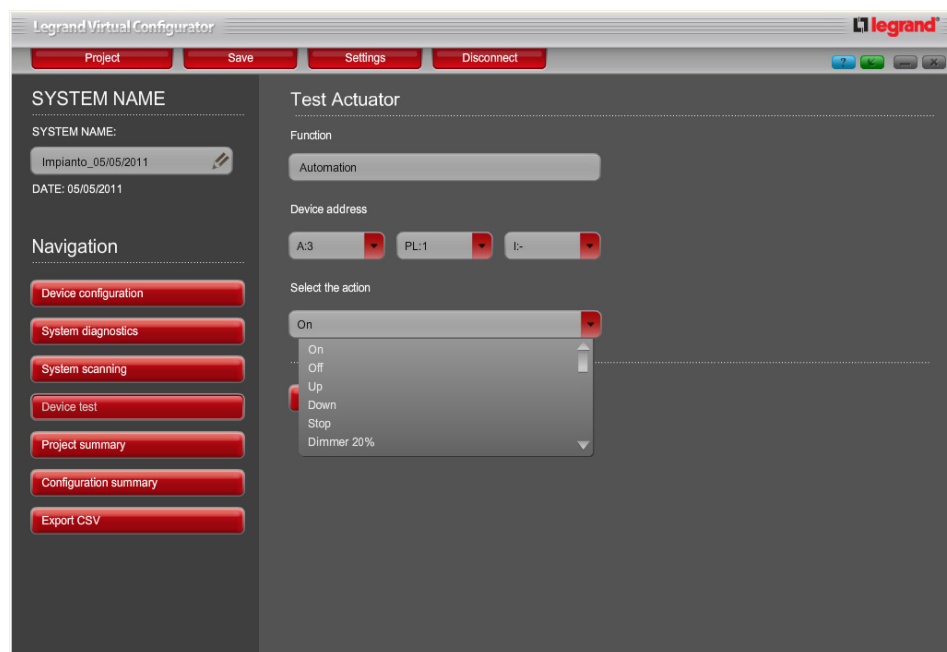 Legrand Virtual Configurator
legrand
Project Save Settings Disconnect
?
SYSTEM NAME
SYSTEM NAME:
Impianto_05/05/2011
DATE: 05/05/2011
Navigation
Device configuration
System diagnostics
System scanning
Device test
Project summary
Configuration summary
Export CSV
Test Actuator
Function
Automation
Device address
A:3 PL:1 I:-
Select the action
On
On
Off
Up
Down
Stop
Dimmer 20%